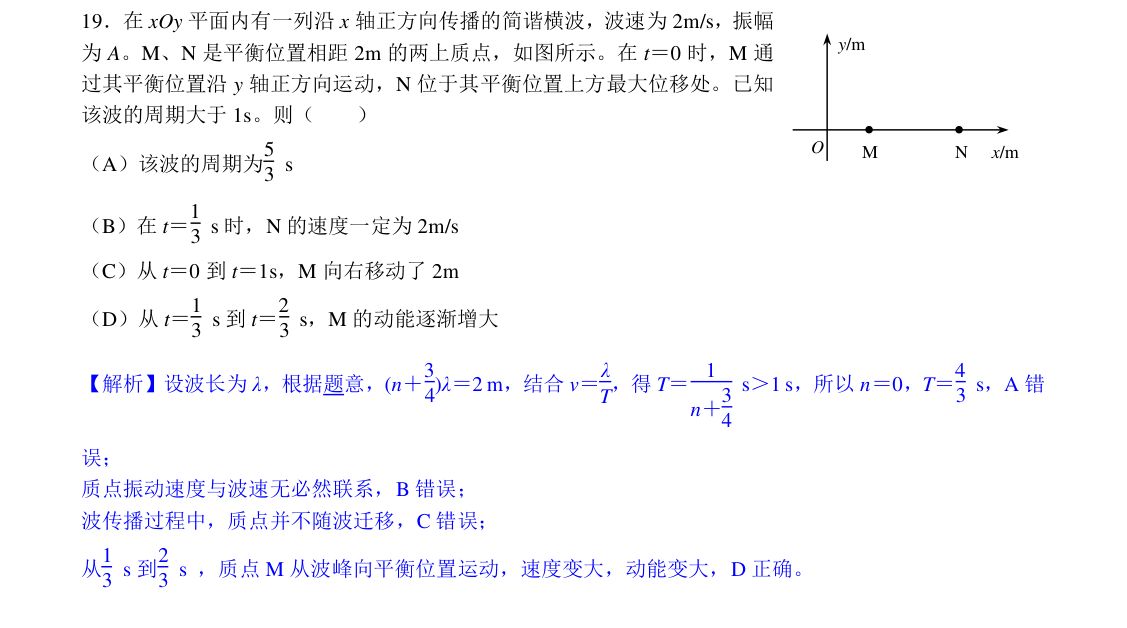 19．在 xOy 平面内有一列沿 x 轴正方向传播的简谐横波，波速为 2m/s，振幅
为 A。M、N 是平衡位置相距 2m 的两上质点，如图所示。在 t＝0 时，M 通
过其平衡位置沿 y 轴正方向运动，N 位于其平衡位置上方最大位移处。已知
该波的周期大于 1s。则（　　）
y/m
O
M
N
x/m
（A）该波的周期为5/3 s
（B）在 t＝1/3 s 时，N 的速度一定为 2m/s
（C）从 t＝0 到 t＝1s，M 向右移动了 2m
（D）从 t＝1/3 s 到 t＝2/3 s，M 的动能逐渐增大
【解析】设波长为 λ，根据题意，(n＋3/4)λ＝2 m，结合 v＝λ/T，得 T＝1/(n＋3/4) s＞1 s，所以 n＝0，T＝4/3 s，A 错
误；
质点振动速度与波速无必然联系，B 错误；
波传播过程中，质点并不随波迁移，C 错误；
从1/3 s 到2/3 s ，质点 M 从波峰向平衡位置运动，速度变大，动能变大，D 正确。